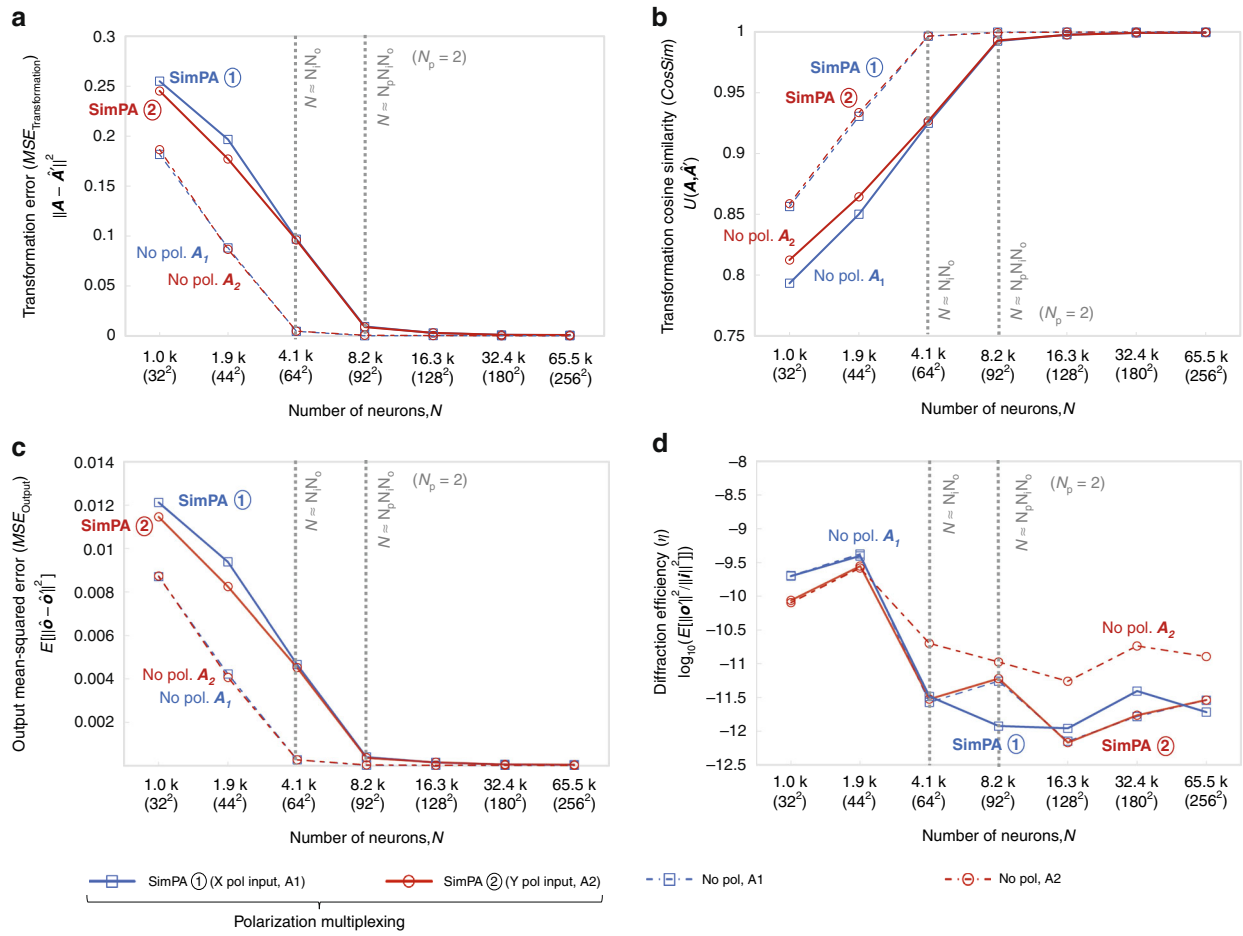 a
Transformation error (MSE_Transformation)
‖A − Â′‖²
0.3
0.25
0.2
0.15
0.1
0.05
0
SimPA ①
SimPA ②
No pol. A₁
No pol. A₂
N ≈ NᵢNₒ
N ≈ NₚNᵢNₒ
(Nₚ = 2)
1.0 k 1.9 k 4.1 k 8.2 k 16.3 k 32.4 k 65.5 k
(32²) (44²) (64²) (92²) (128²) (180²) (256²)
Number of neurons,N
b
Transformation cosine similarity (CosSim)
U(A,Â′)
1
0.95
0.9
0.85
0.8
0.75
SimPA ①
SimPA ②
No pol. A₂
No pol. A₁
N ≈ NᵢNₒ
N ≈ NₚNᵢNₒ
(Nₚ = 2)
1.0 k 1.9 k 4.1 k 8.2 k 16.3 k 32.4 k 65.5 k
(32²) (44²) (64²) (92²) (128²) (180²) (256²)
Number of neurons,N
c
Output mean-squared error (MSE_Output)
E[‖ô − ô′‖²]
0.014
0.012
0.01
0.008
0.006
0.004
0.002
SimPA ①
SimPA ②
No pol. A₂
No pol. A₁
N ≈ NᵢNₒ
N ≈ NₚNᵢNₒ
(Nₚ = 2)
1.0 k 1.9 k 4.1 k 8.2 k 16.3 k 32.4 k 65.5 k
(32²) (44²) (64²) (92²) (128²) (180²) (256²)
Number of neurons,N
d
Diffraction efficiency (η)
log₁₀(E[‖o′‖²/‖i‖²]])
−8
−8.5
−9
−9.5
−10
−10.5
−11
−11.5
−12
−12.5
No pol. A₁
No pol. A₂
SimPA ①
SimPA ②
N ≈ NᵢNₒ
N ≈ NₚNᵢNₒ
(Nₚ = 2)
1.0 k 1.9 k 4.1 k 8.2 k 16.3 k 32.4 k 65.5 k
(32²) (44²) (64²) (92²) (128²) (180²) (256²)
Number of neurons,N
SimPA ① (X pol input, A1)
SimPA ② (Y pol input, A2)
No pol, A1
No pol, A2
Polarization multiplexing